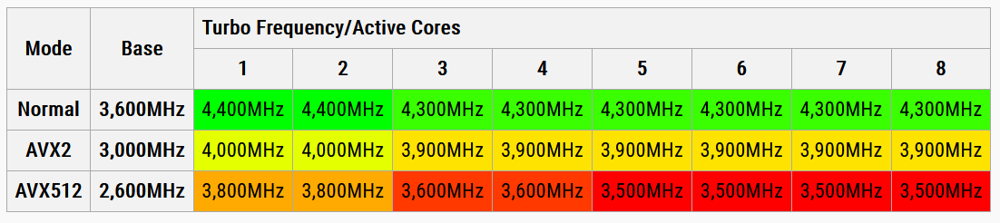 Mode Base Turbo Frequency/Active Cores
1 2 3 4 5 6 7 8
Normal 3,600MHz 4,400MHz 4,400MHz 4,300MHz 4,300MHz 4,300MHz 4,300MHz 4,300MHz 4,300MHz
AVX2 3,000MHz 4,000MHz 4,000MHz 3,900MHz 3,900MHz 3,900MHz 3,900MHz 3,900MHz 3,900MHz
AVX512 2,600MHz 3,800MHz 3,800MHz 3,600MHz 3,600MHz 3,500MHz 3,500MHz 3,500MHz 3,500MHz